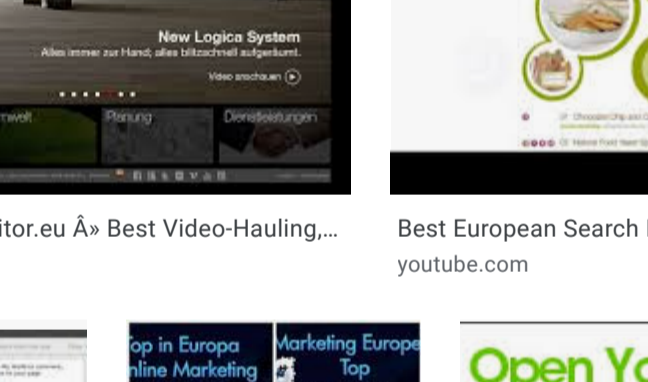 New Logica System
Alles immer zur Hand; alles blitzschnell aufgeräumt.
Video anschauen
mwelt
Planung
Dienstleistungen
itor.eu Â» Best Video-Hauling,...
Best European Search
youtube.com
op in Europa
nline Marketing
Marketing Europe
Top
#
Open Yo